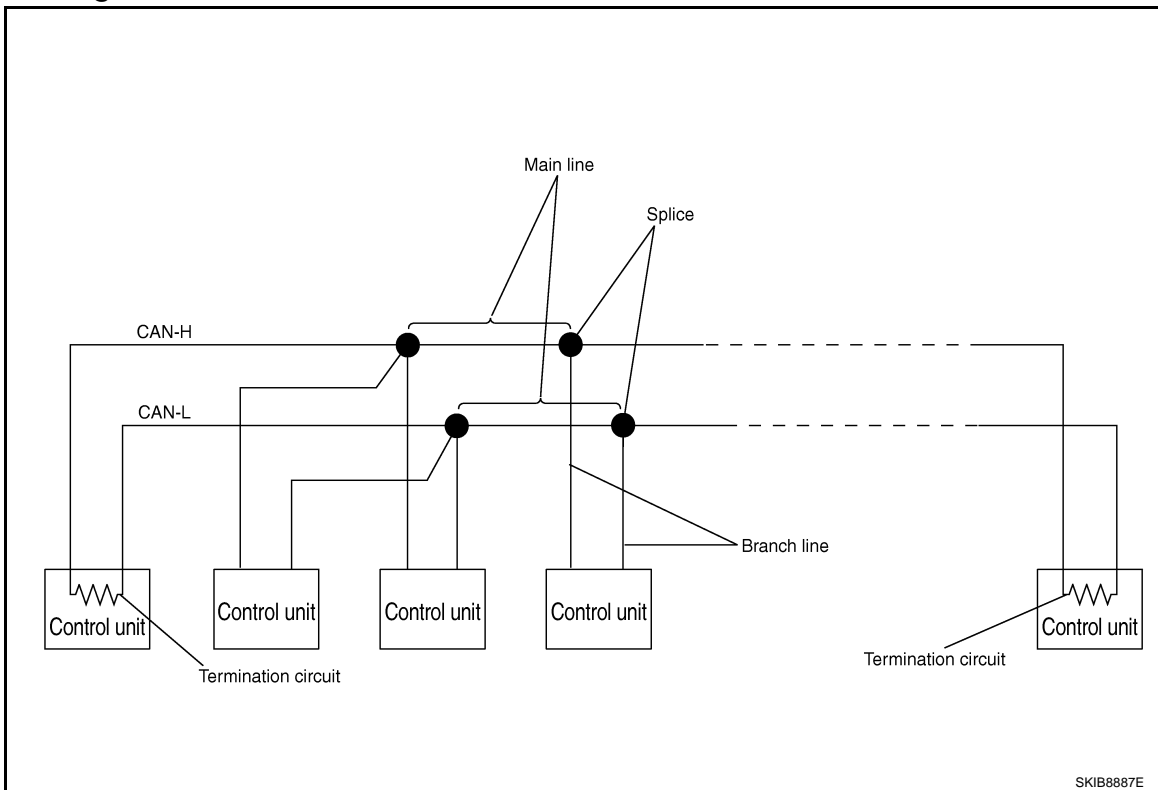 Main line
Splice
CAN-H
CAN-L
Branch line
Control unit
Control unit
Control unit
Control unit
Control unit
Termination circuit
Termination circuit
SKIB8887E